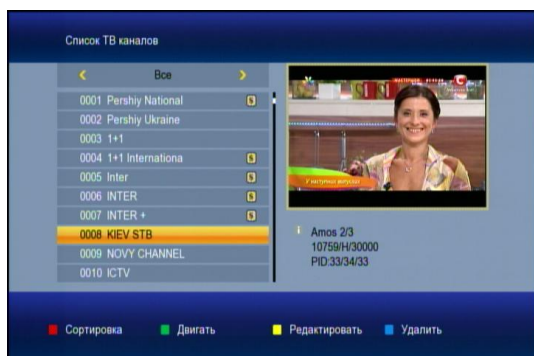 Список ТВ каналов
Все
0001 Pershiy National
0002 Pershiy Ukraine
0003 1+1
0004 1+1 Internationa
0005 Inter
0006 INTER
0007 INTER +
0008 KIEV STB
0009 NOVY CHANNEL
0010 ICTV
Amos 2/3
10759/H/30000
PID:33/34/33
Сортировка
Двигать
Редактировать
Удалить